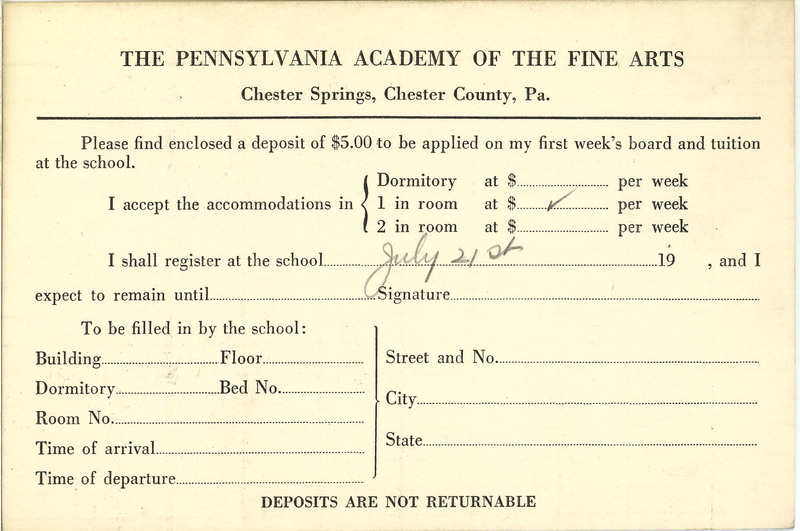 THE PENNSYLVANIA ACADEMY OF THE FINE ARTS
Chester Springs, Chester County, Pa.
Please find enclosed a deposit of $5.00 to be applied on my first week's board and tuition
at the school.
I accept the accommodations in
Dormitory at $ per week
1 in room at $ ✓ per week
2 in room at $ per week
I shall register at the school July 21st 19 , and I
expect to remain until Signature
To be filled in by the school:
Building Floor
Dormitory Bed No.
Room No.
Time of arrival
Time of departure
Street and No.
City
State
DEPOSITS ARE NOT RETURNABLE